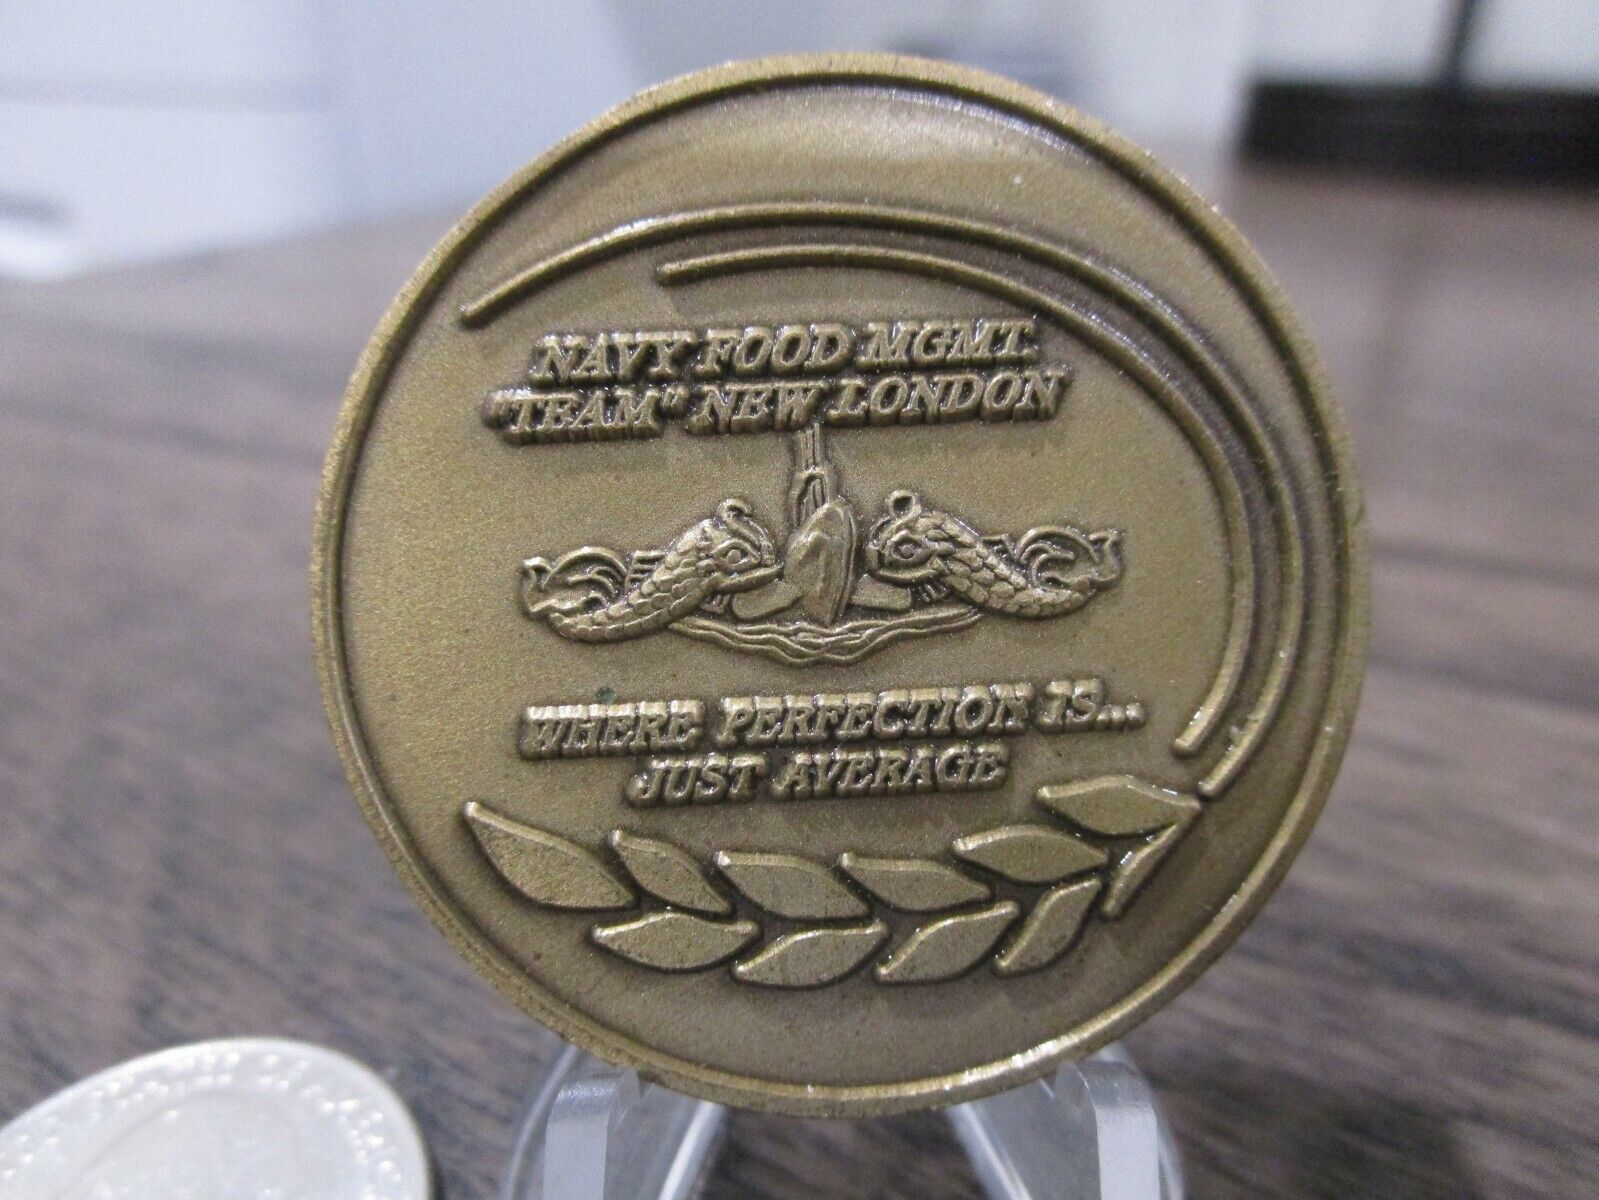 NAVY FOOD MGMT.
"TEAM" NEW LONDON
WHERE PERFECTION IS...
JUST AVERAGE